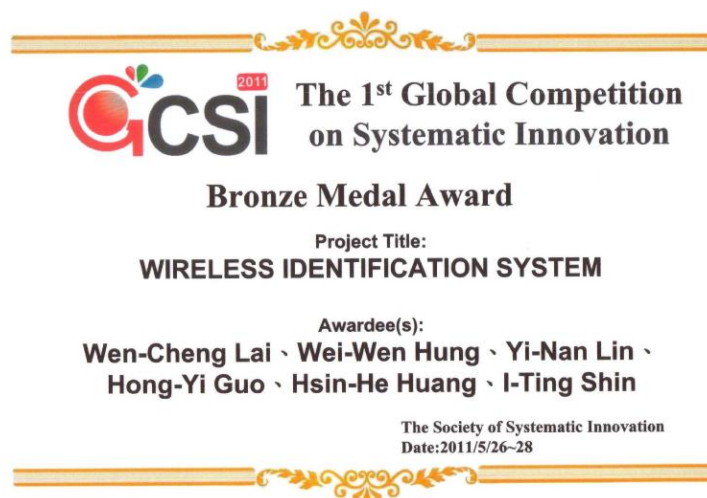 GCSI 2011
The 1st Global Competition
on Systematic Innovation
Bronze Medal Award
Project Title:
WIRELESS IDENTIFICATION SYSTEM
Awardee(s):
Wen-Cheng Lai、Wei-Wen Hung、Yi-Nan Lin、
Hong-Yi Guo、Hsin-He Huang、I-Ting Shin
The Society of Systematic Innovation
Date:2011/5/26~28